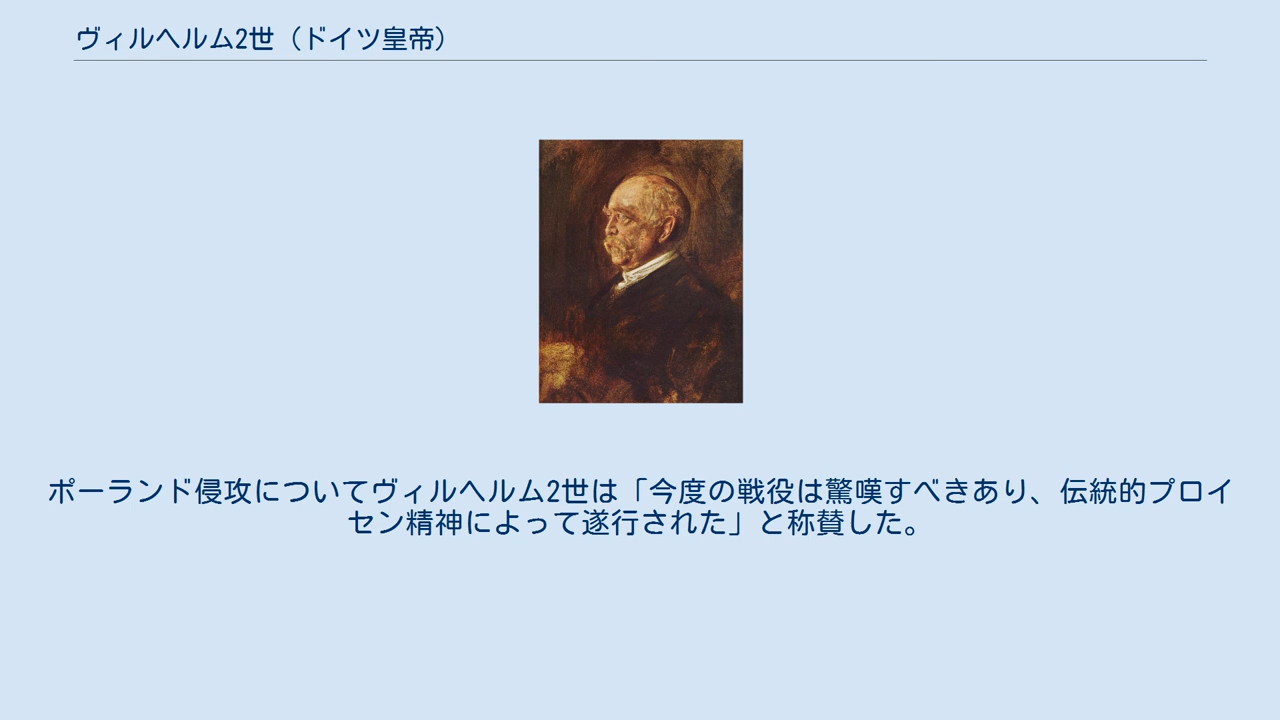 ヴィルヘルム2世（ドイツ皇帝）
ポーランド侵攻についてヴィルヘルム2世は「今度の戦役は驚嘆すべきあり、伝統的プロイ
セン精神によって遂行された」と称賛した。